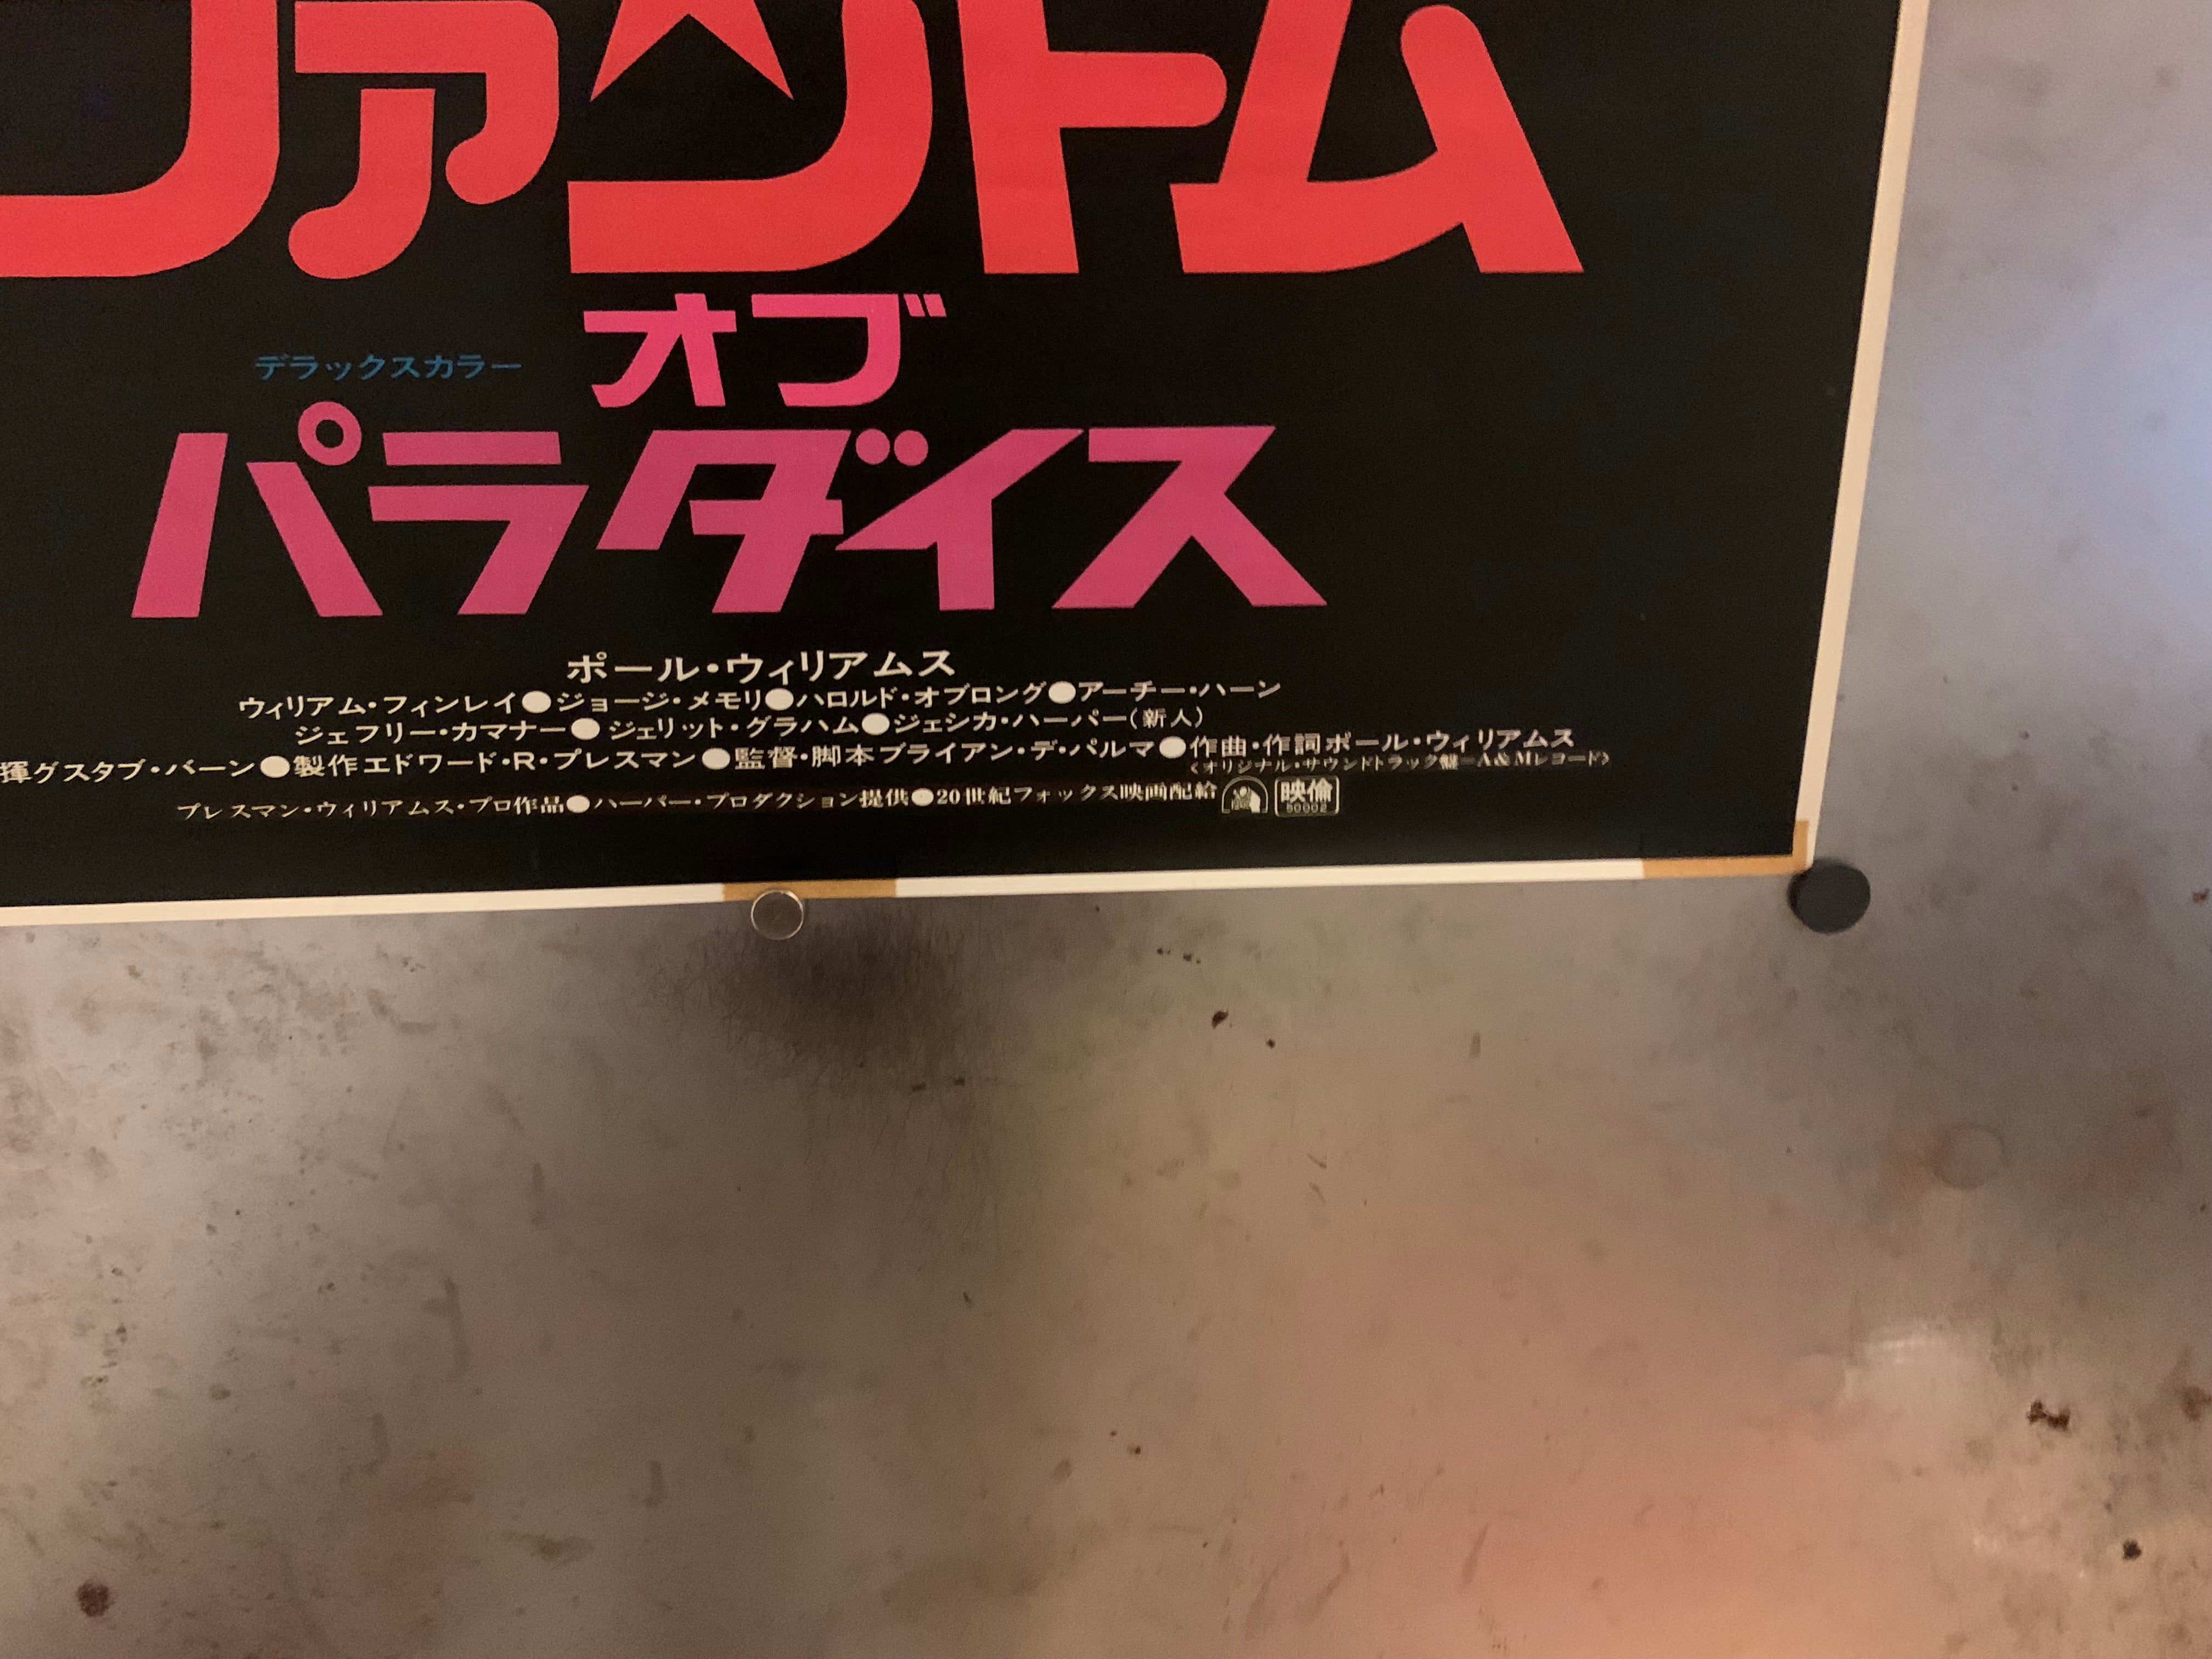 ファントム
オブ
デラックスカラー
パラダイス
ポール・ウィリアムス
ウィリアム・フィンレイ●ジョージ・メモリ●ハロルド・オブロング●アーチー・ハーン
ジェフリー・カマナー●ジェリット・グラハム●ジェシカ・ハーパー(新人)
揮グスタブ・バーン●製作エドワード・R・プレスマン●監督・脚本ブライアン・デ・パルマ●作曲・作詞ポール・ウィリアムス
〈オリジナル・サウンドトラック盤=A&Mレコード〉
プレスマン・ウィリアムス・プロ作品●ハーパー・プロダクション提供●20世紀フォックス映画配給
映倫
50002